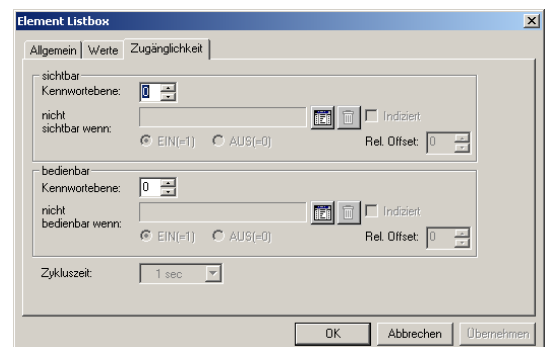 Element Listbox
Allgemein Werte Zugänglichkeit
sichtbar
Kennwortebene: 0
nicht
sichtbar wenn:
Indiziert
EIN(=1) AUS(=0) Rel. Offset: 0
bedienbar
Kennwortebene: 0
nicht
bedienbar wenn:
Indiziert
EIN(=1) AUS(=0) Rel. Offset: 0
Zykluszeit: 1 sec
OK Abbrechen Übernehmen